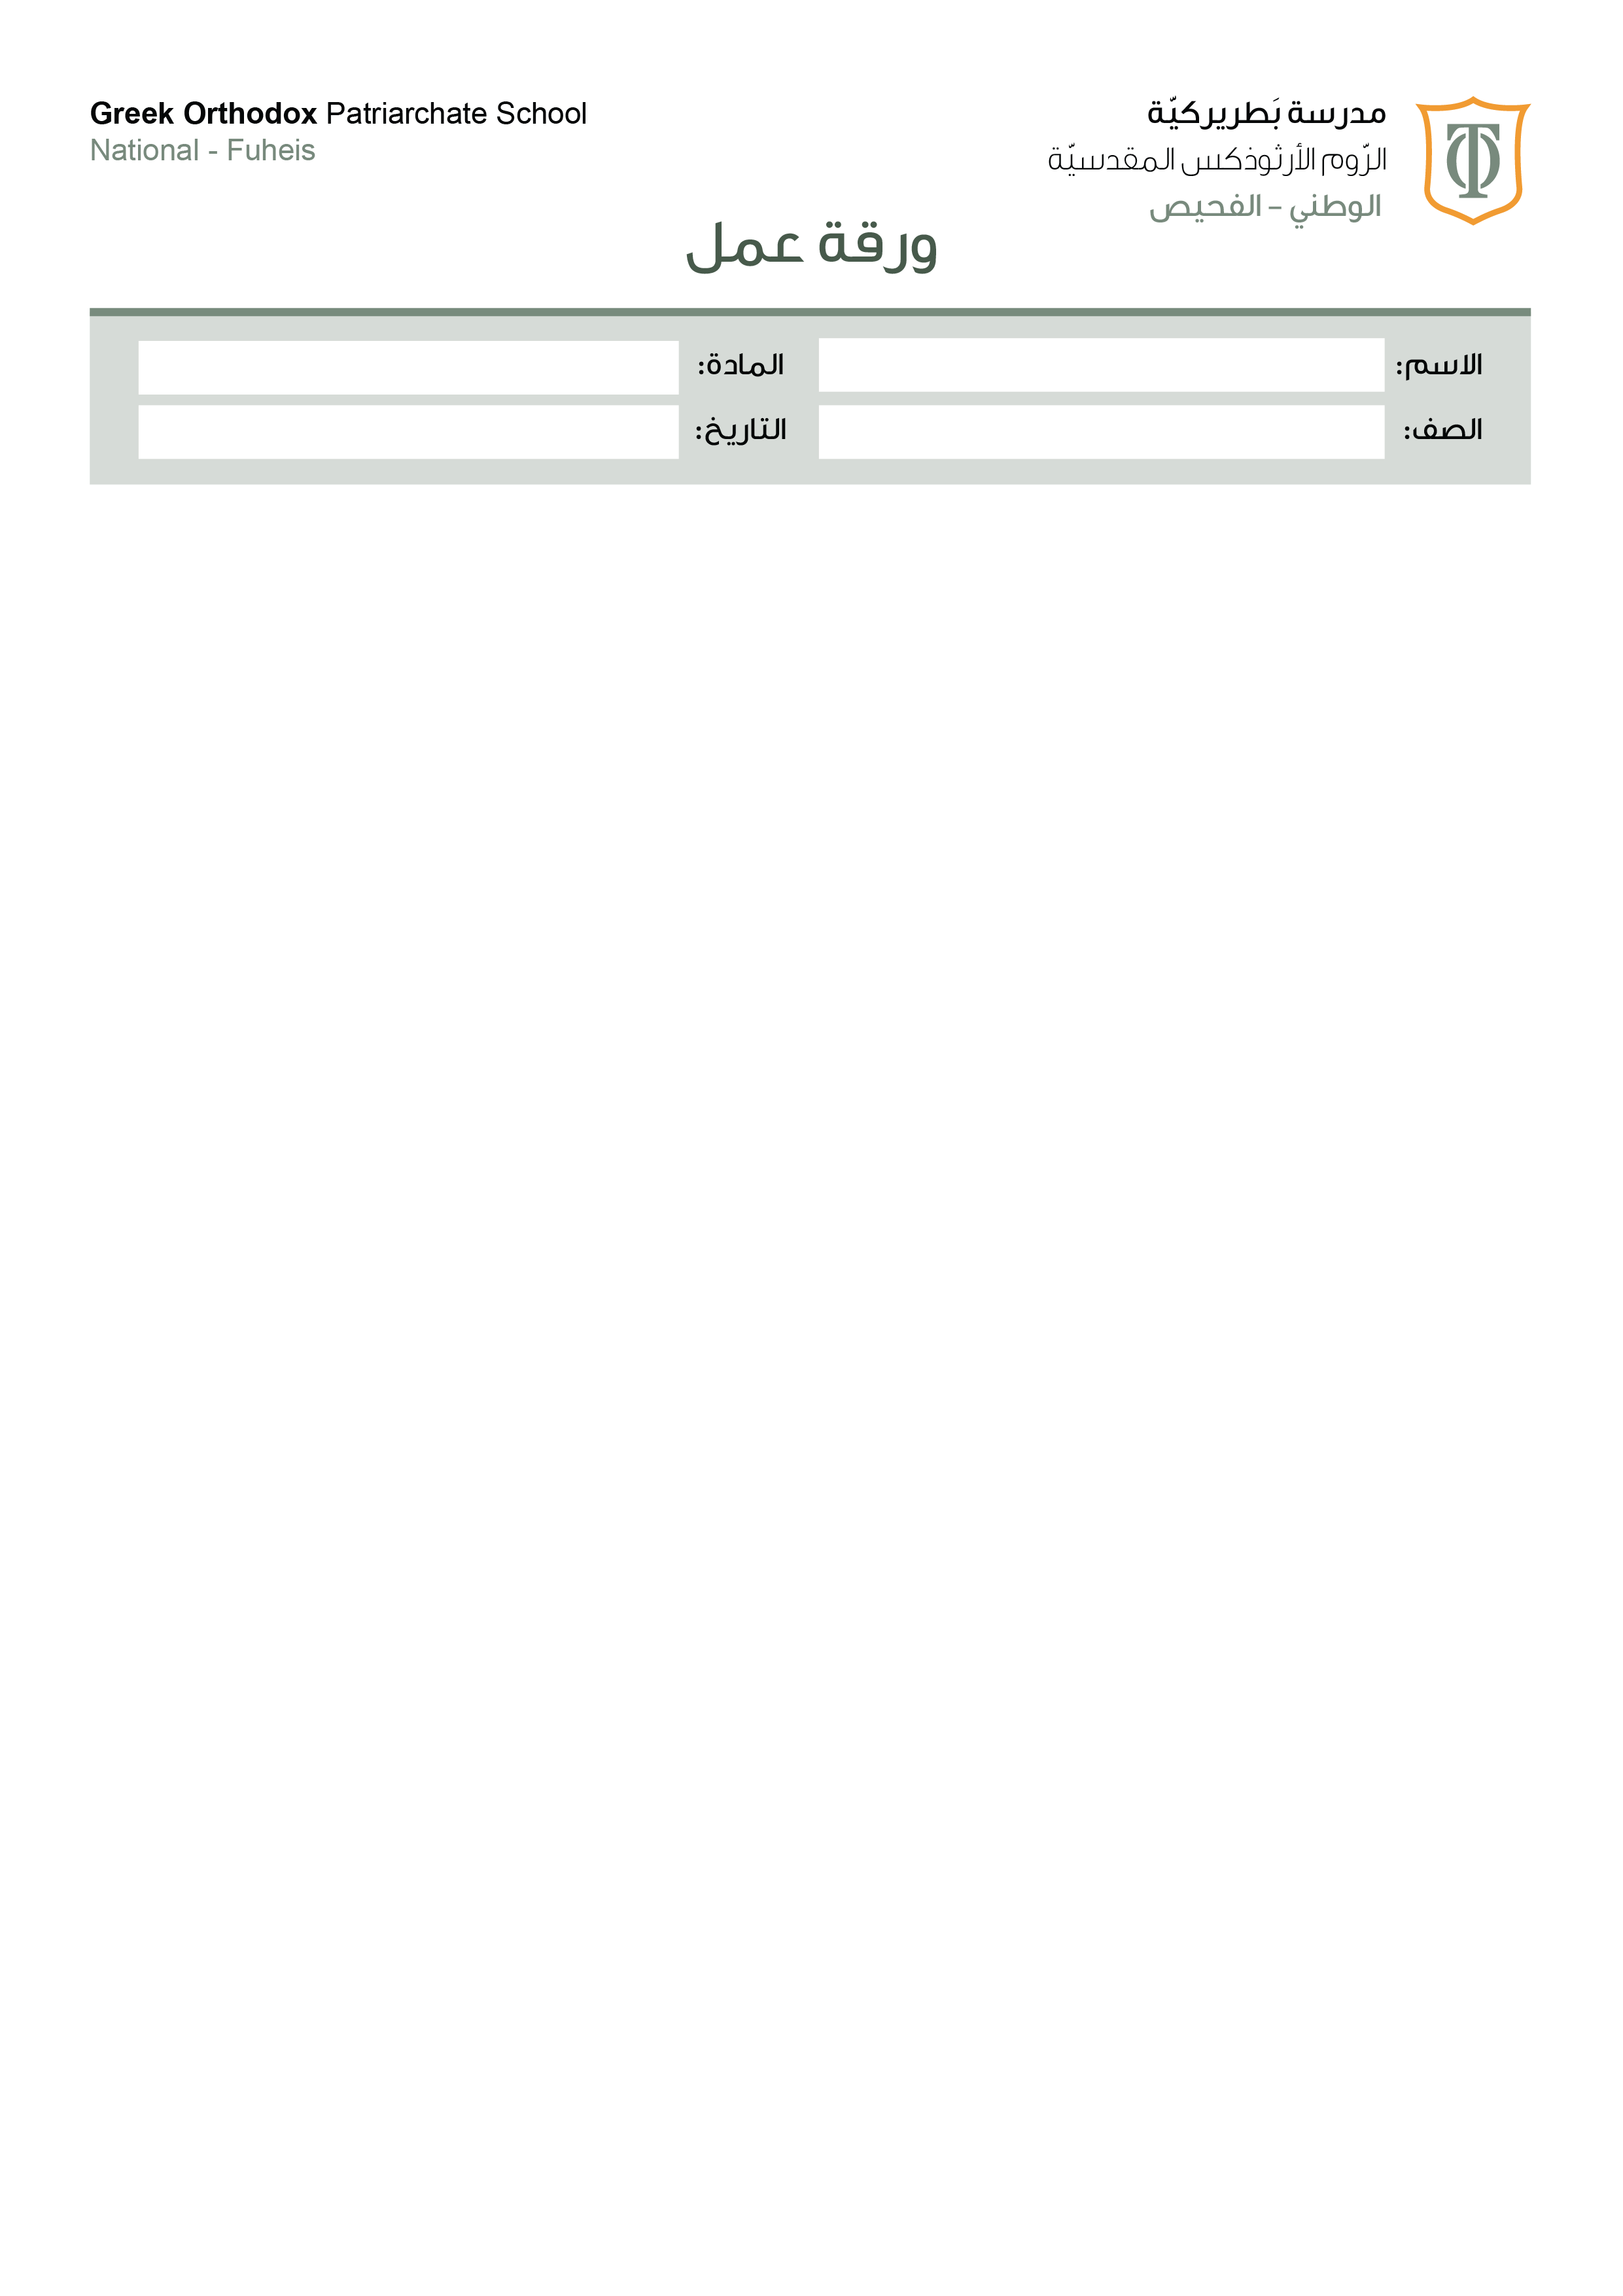 Greek Orthodox Patriarchate School
National - Fuheis
مدرسة بَطريركيّة
الرّوم الأرثوذكس المقدسيّة
الوطني - الفحيص
ورقة عمل
الاسم:
المادة:
الصف:
التاريخ: